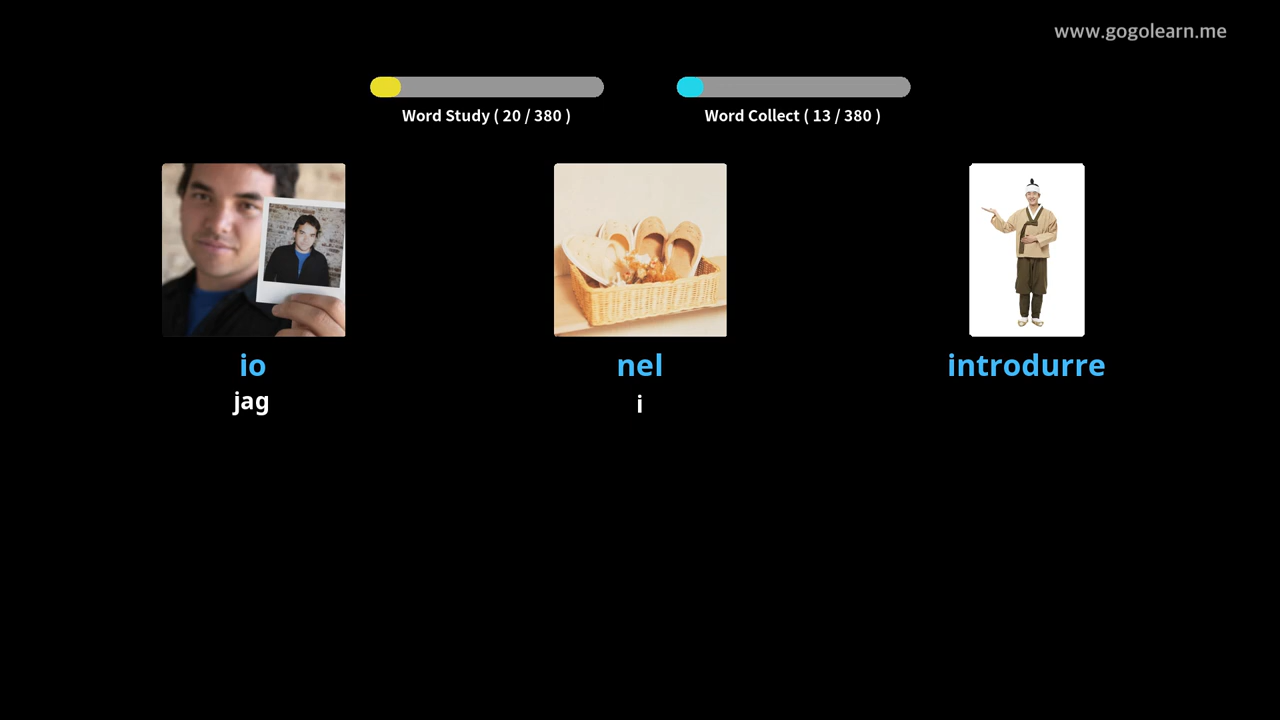 www.gogolearn.me
Word Study ( 20 / 380 )
Word Collect ( 13 / 380 )
io
nel
introdurre
jag
i